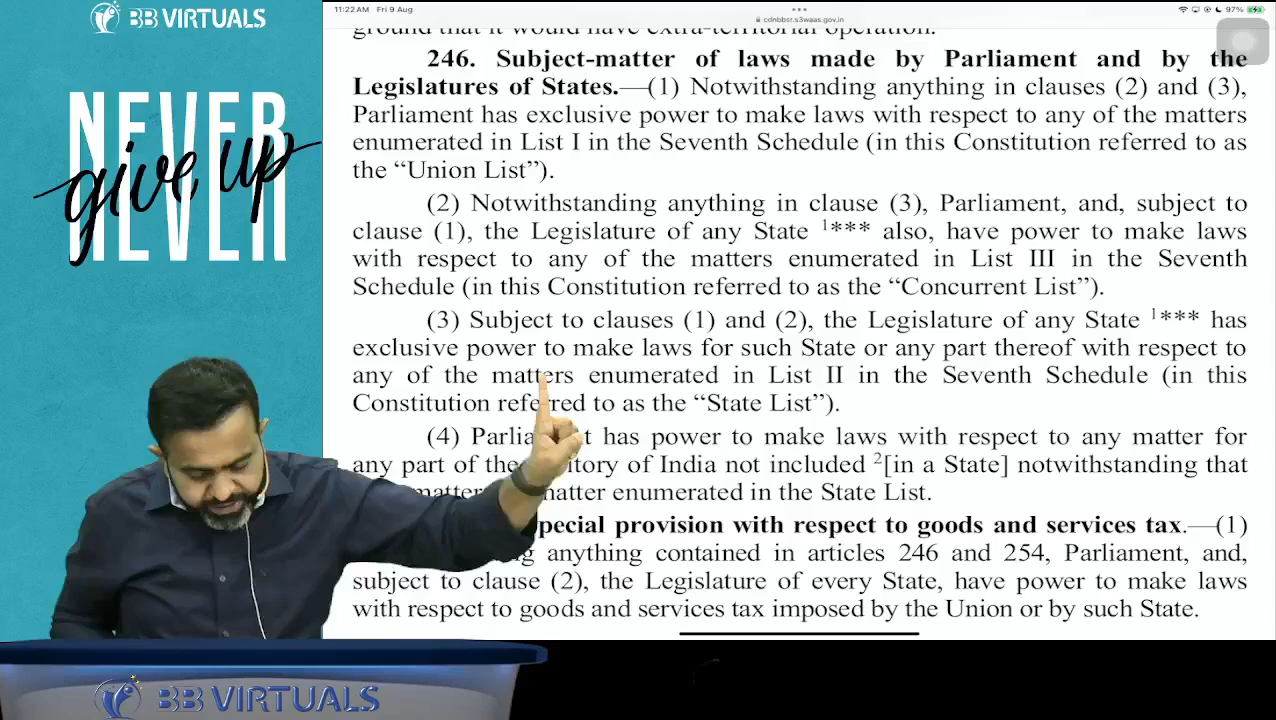 BB VIRTUALS
NEVER
give up
NEVER
11:22 AM Fri 9 Aug
cdnbbsr.s3waas.gov.in
97%
ground that it would have extra-territorial operation.
246. Subject-matter of laws made by Parliament and by the
Legislatures of States.—(1) Notwithstanding anything in clauses (2) and (3),
Parliament has exclusive power to make laws with respect to any of the matters
enumerated in List I in the Seventh Schedule (in this Constitution referred to as
the “Union List”).
(2) Notwithstanding anything in clause (3), Parliament, and, subject to
clause (1), the Legislature of any State ¹*** also, have power to make laws
with respect to any of the matters enumerated in List III in the Seventh
Schedule (in this Constitution referred to as the “Concurrent List”).
(3) Subject to clauses (1) and (2), the Legislature of any State ¹*** has
exclusive power to make laws for such State or any part thereof with respect to
any of the matters enumerated in List II in the Seventh Schedule (in this
Constitution referred to as the “State List”).
(4) has power to make laws with respect to any matter for
any part of the of India not included ²[in a State] notwithstanding that
matter enumerated in the State List.
with respect to goods and services tax.—(1)
anything contained in articles 246 and 254, Parliament, and,
subject to clause (2), the Legislature of every State, have power to make laws
with respect to goods and services tax imposed by the Union or by such State.
BB VIRTUALS